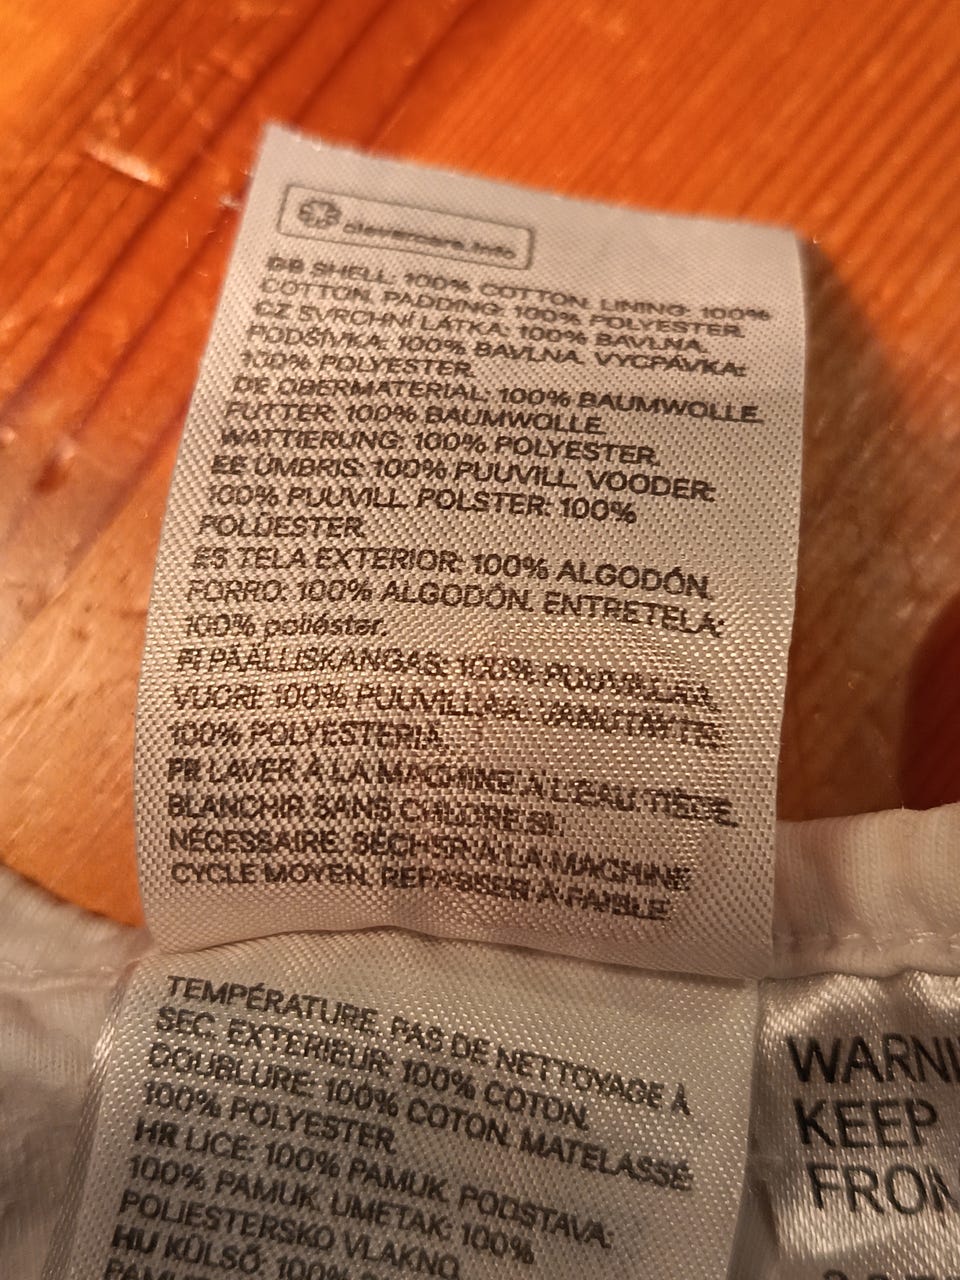 clevercare.info
GB SHELL: 100% COTTON. LINING: 100%
COTTON. PADDING: 100% POLYESTER.
CZ SVRCHNÍ LÁTKA: 100% BAVLNA.
PODŠÍVKA: 100% BAVLNA. VYCPÁVKA:
100% POLYESTER.
DE OBERMATERIAL: 100% BAUMWOLLE.
FUTTER: 100% BAUMWOLLE.
WATTIERUNG: 100% POLYESTER.
EE ÜMBRIS: 100% PUUVILL. VOODER:
100% PUUVILL. POLSTER: 100%
POLÜESTER.
ES TELA EXTERIOR: 100% ALGODÓN.
FORRO: 100% ALGODÓN. ENTRETELA:
100% poliéster.
FI PÄÄLLISKANGAS: 100% PUUVILLAA.
VUORI: 100% PUUVILLAA. VANUTÄYTE:
100% POLYESTERIA.
FR LAVER À LA MACHINE À L'EAU TIÈDE.
BLANCHIR SANS CHLORE SI
NÉCESSAIRE. SÉCHER À LA MACHINE
CYCLE MOYEN. REPASSER À FAIBLE
TEMPÉRATURE. PAS DE NETTOYAGE À
SEC. EXTERIEUR: 100% COTON.
DOUBLURE: 100% COTON. MATELASSÉ
100% POLYESTER.
HR LICE: 100% PAMUK. PODSTAVA:
100% PAMUK. UMETAK: 100%
POLIESTERSKO VLAKNO.
HU KÜLSŐ: 100%
WARNI
KEEP
FROM